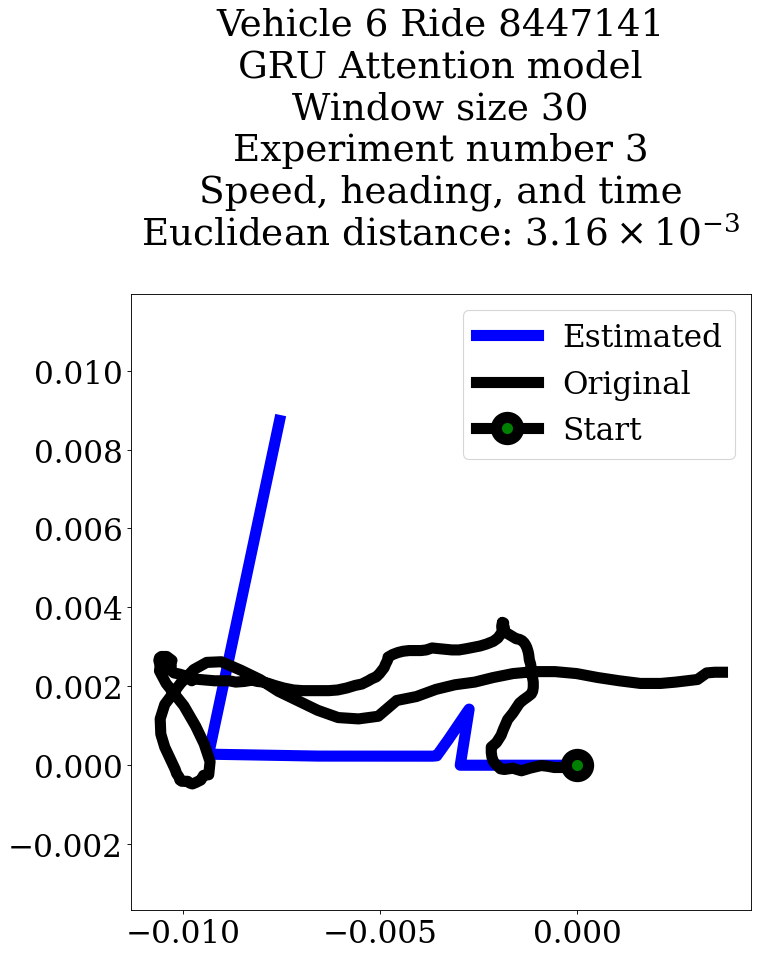 Vehicle 6 Ride 8447141
GRU Attention model
Window size 30
Experiment number 3
Speed, heading, and time
Euclidean distance: 3.16 × 10⁻³
Estimated
Original
Start
0.010
0.008
0.006
0.004
0.002
0.000
−0.002
−0.010 −0.005 0.000